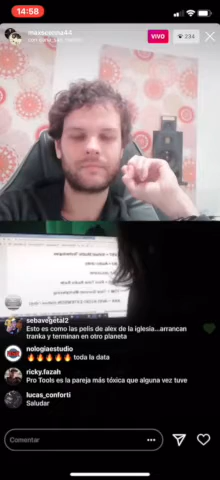 14:58
maxiscenna44
VIVO
234
sebavegetal2
Esto es como las pelis de alex de la iglesia...arrancan
tranka y terminan en otro planeta
nologiaestudio
🔥🔥🔥🔥🔥 toda la data
ricky.fazah
Pro Tools es la pareja más tóxica que alguna vez tuve
lucas_conforti
Saludar
Comentar